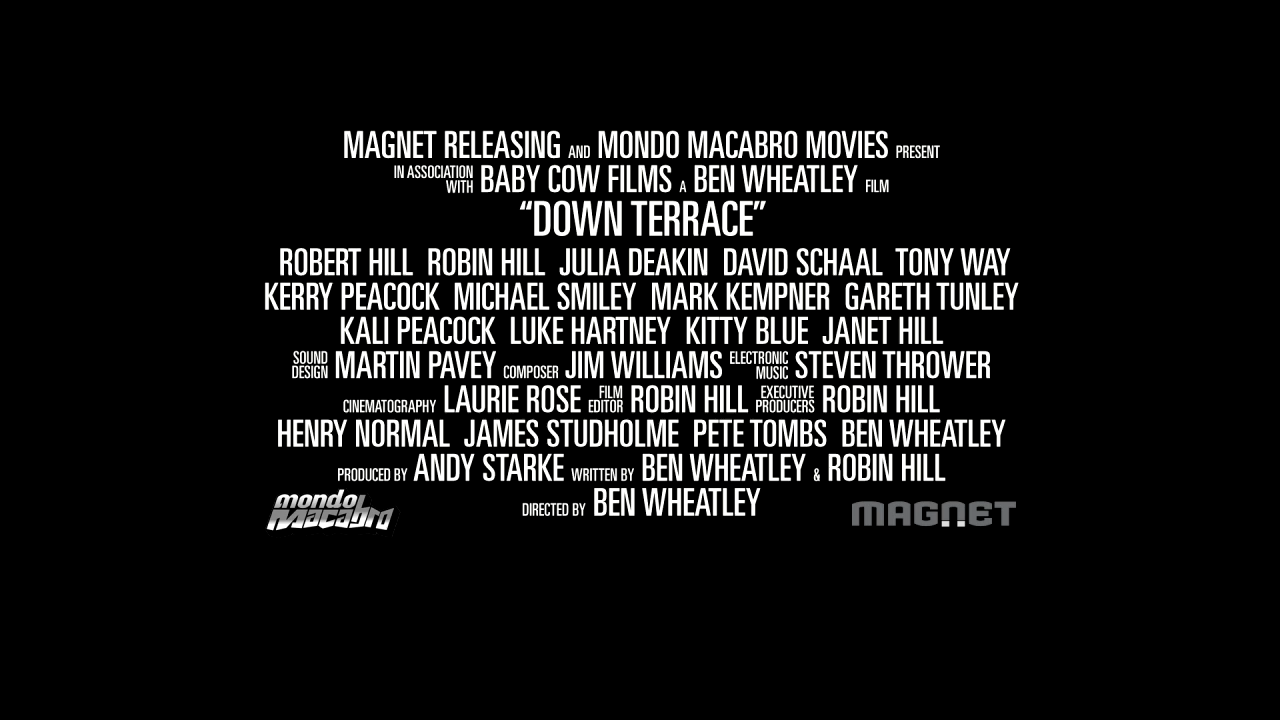 MAGNET RELEASING AND MONDO MACABRO MOVIES PRESENT
IN ASSOCIATION WITH BABY COW FILMS A BEN WHEATLEY FILM
“DOWN TERRACE”
ROBERT HILL ROBIN HILL JULIA DEAKIN DAVID SCHAAL TONY WAY
KERRY PEACOCK MICHAEL SMILEY MARK KEMPNER GARETH TUNLEY
KALI PEACOCK LUKE HARTNEY KITTY BLUE JANET HILL
SOUND DESIGN MARTIN PAVEY COMPOSER JIM WILLIAMS ELECTRONIC MUSIC STEVEN THROWER
CINEMATOGRAPHY LAURIE ROSE FILM EDITOR ROBIN HILL EXECUTIVE PRODUCERS ROBIN HILL
HENRY NORMAL JAMES STUDHOLME PETE TOMBS BEN WHEATLEY
PRODUCED BY ANDY STARKE WRITTEN BY BEN WHEATLEY & ROBIN HILL
DIRECTED BY BEN WHEATLEY
mondo Macabro
MAGNET